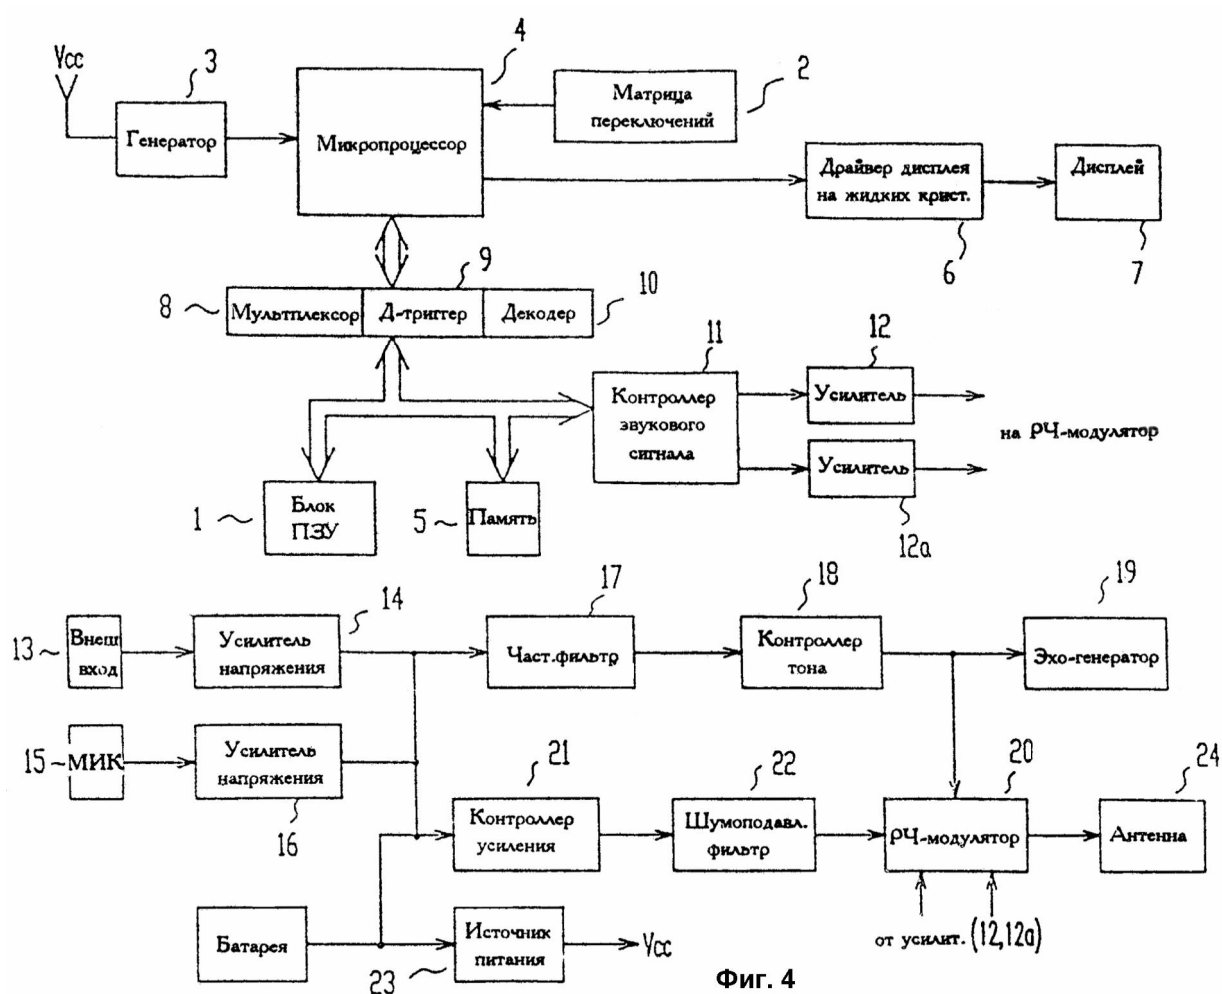 Vcc
3
4
2
Генератор
Микропроцессор
Матрица
переключений
Драйвер дисплея
на жидких крист.
Дисплей
6
7
8
9
10
Мультплексор
Д-триггер
Декодер
11
12
Контроллер
звукового
сигнала
Усилитель
на РЧ-модулятор
Усилитель
12а
1
Блок
ПЗУ
5
Память
13
Внеш
вход
14
Усилитель
напряжения
17
Част.фильтр
18
Контроллер
тона
19
Эхо-генератор
15
МИК
Усилитель
напряжения
16
21
Контроллер
усиления
22
Шумоподавл.
фильтр
20
РЧ-модулятор
24
Антенна
от усилит. (12,12а)
Батарея
Источник
питания
23
Vcc
Фиг. 4